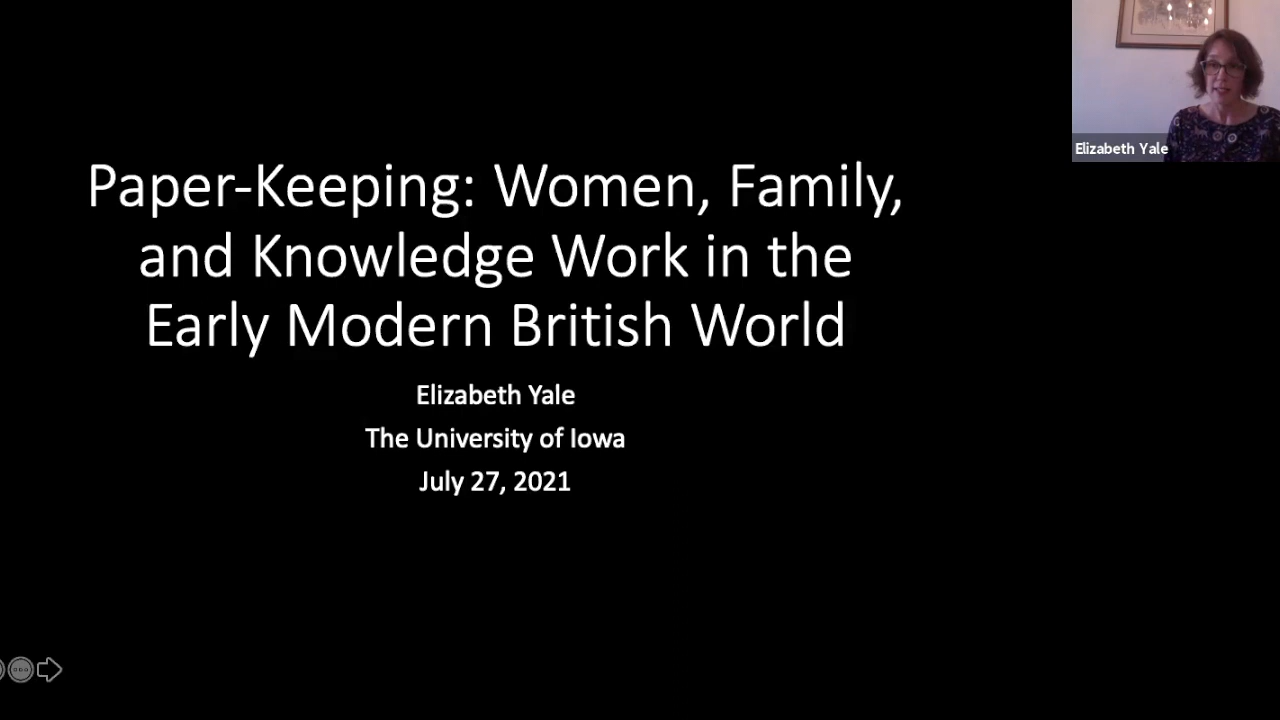 Paper-Keeping: Women, Family,
and Knowledge Work in the
Early Modern British World
Elizabeth Yale
The University of Iowa
July 27, 2021
Elizabeth Yale